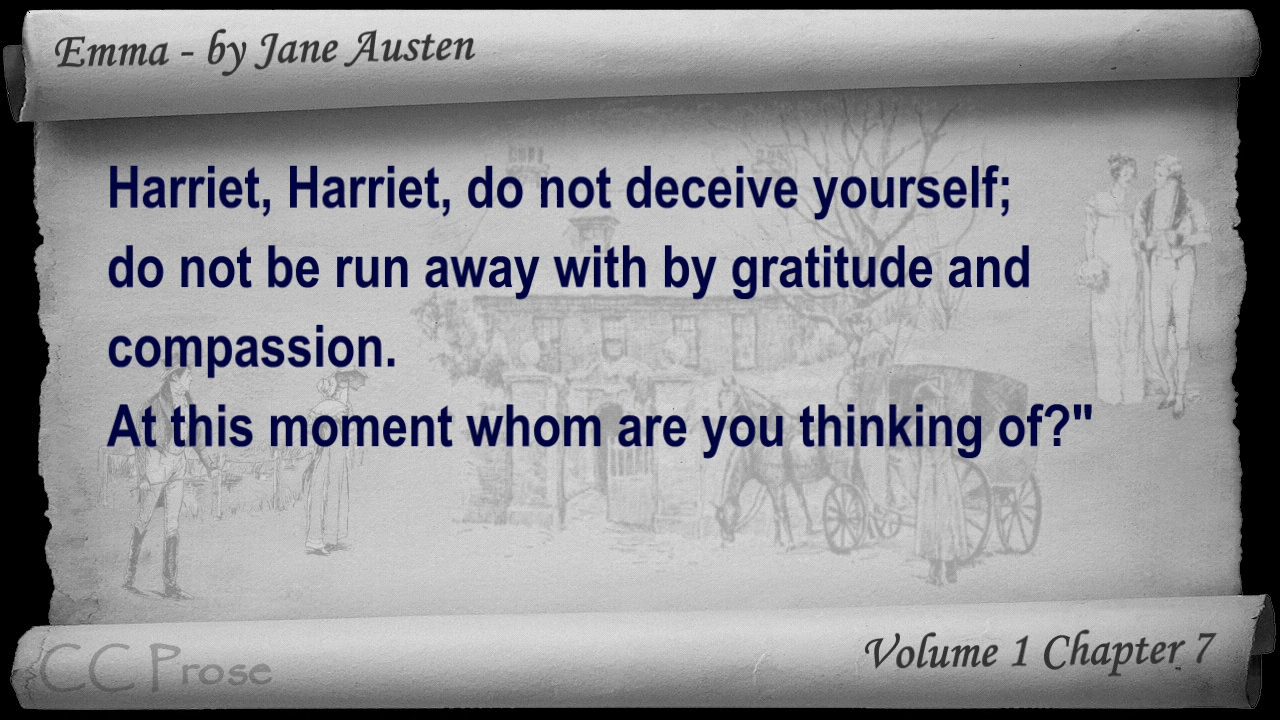 Emma - by Jane Austen
Harriet, Harriet, do not deceive yourself;
do not be run away with by gratitude and
compassion.
At this moment whom are you thinking of?"
CC Prose
Volume 1 Chapter 7